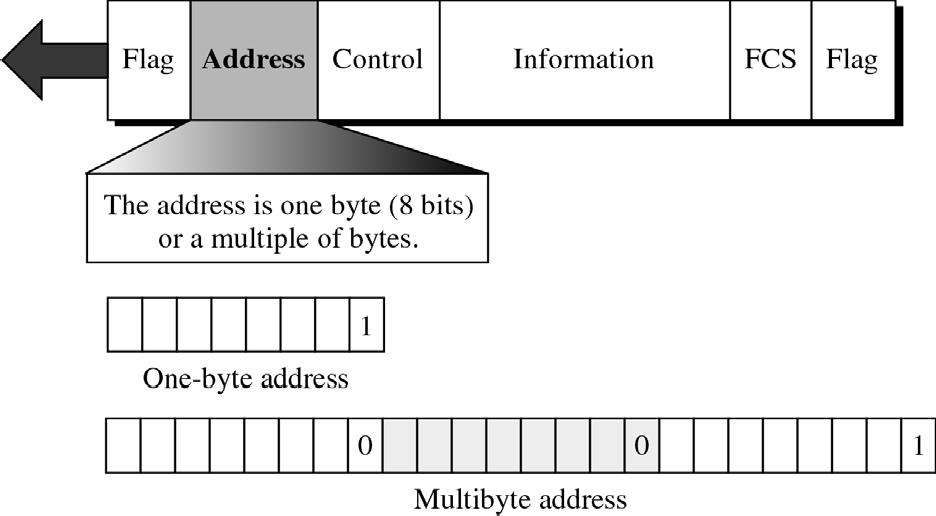 Flag Address Control Information FCS Flag
The address is one byte (8 bits)
or a multiple of bytes.
1
One-byte address
0 0 1
Multibyte address